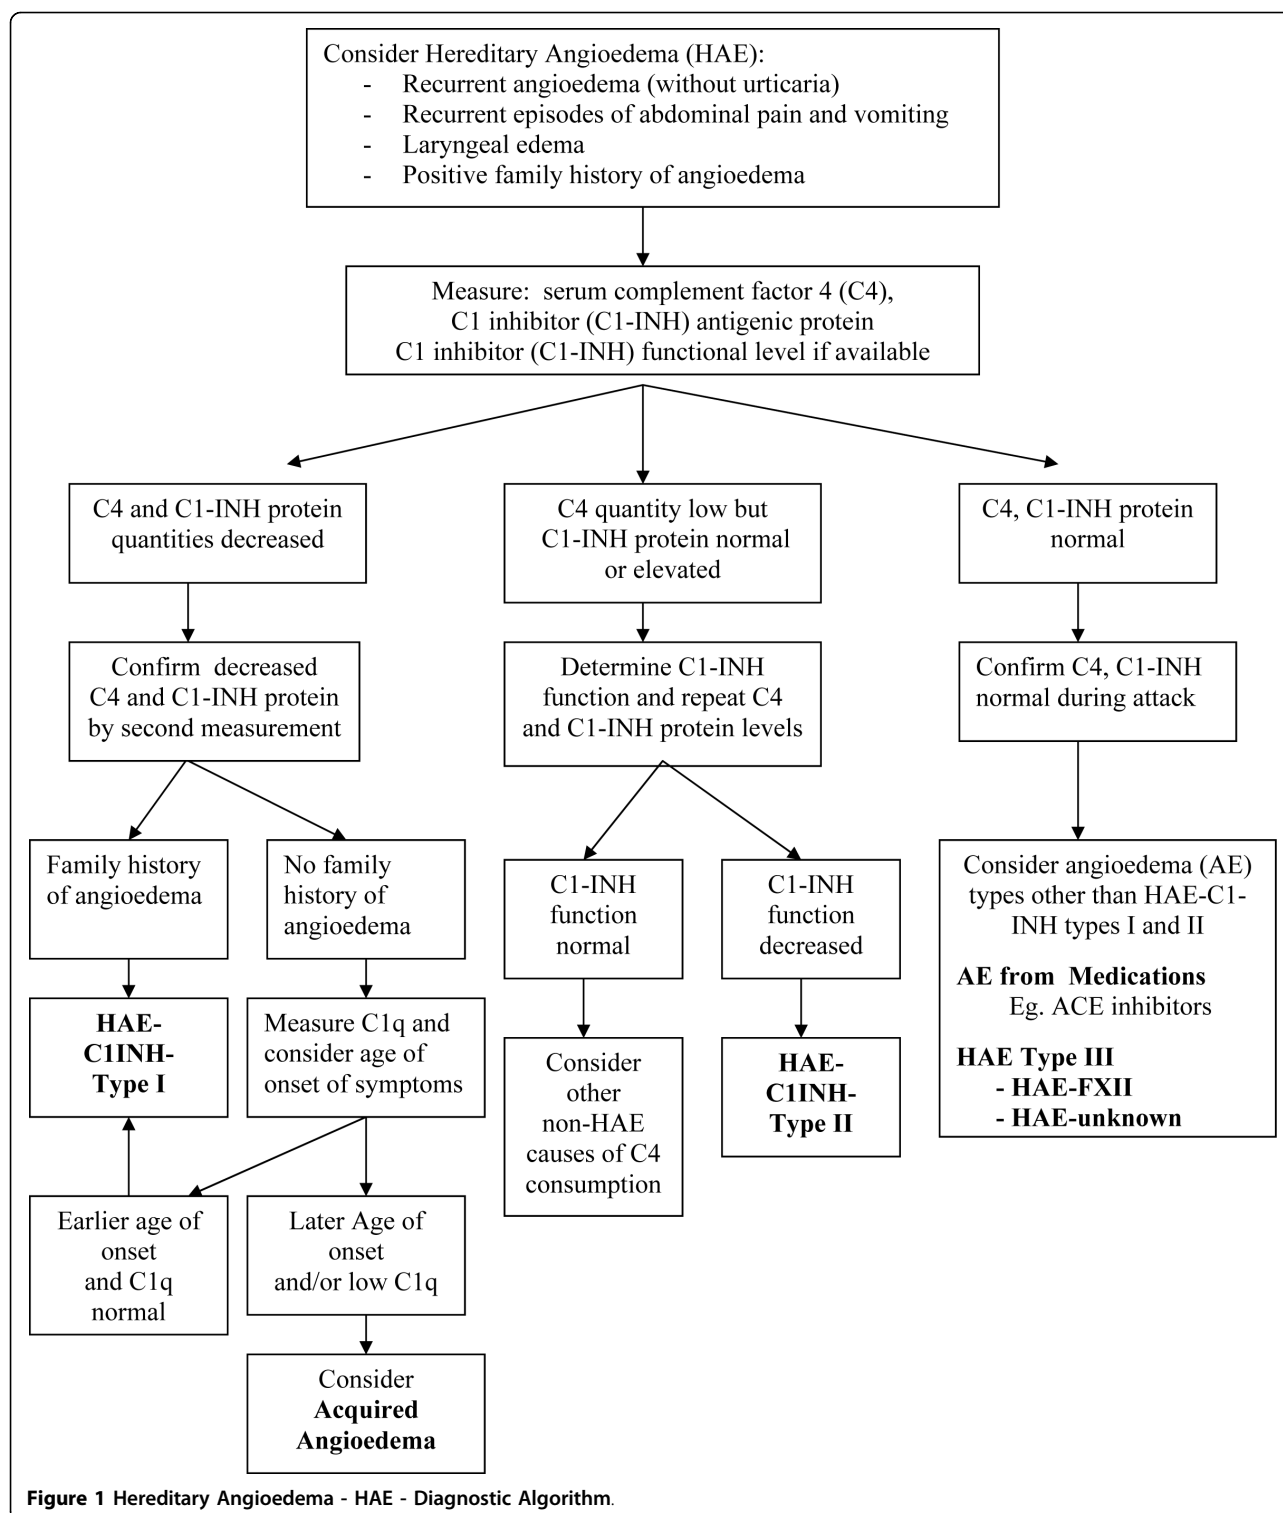 Consider Hereditary Angioedema (HAE):
- Recurrent angioedema (without urticaria)
- Recurrent episodes of abdominal pain and vomiting
- Laryngeal edema
- Positive family history of angioedema
Measure: serum complement factor 4 (C4),
C1 inhibitor (C1-INH) antigenic protein
C1 inhibitor (C1-INH) functional level if available
C4 and C1-INH protein
quantities decreased
C4 quantity low but
C1-INH protein normal
or elevated
C4, C1-INH protein
normal
Confirm decreased
C4 and C1-INH protein
by second measurement
Determine C1-INH
function and repeat C4
and C1-INH protein levels
Confirm C4, C1-INH
normal during attack
Family history
of angioedema
No family
history of
angioedema
C1-INH
function
normal
C1-INH
function
decreased
Consider angioedema (AE)
types other than HAE-C1-
INH types I and II
AE from Medications
Eg. ACE inhibitors
HAE Type III
- HAE-FXII
- HAE-unknown
HAE-
C1INH-
Type I
Measure C1q and
consider age of
onset of symptoms
Consider
other
non-HAE
causes of C4
consumption
HAE-
C1INH-
Type II
Earlier age of
onset
and C1q
normal
Later Age of
onset
and/or low C1q
Consider
Acquired
Angioedema
Figure 1 Hereditary Angioedema - HAE - Diagnostic Algorithm.